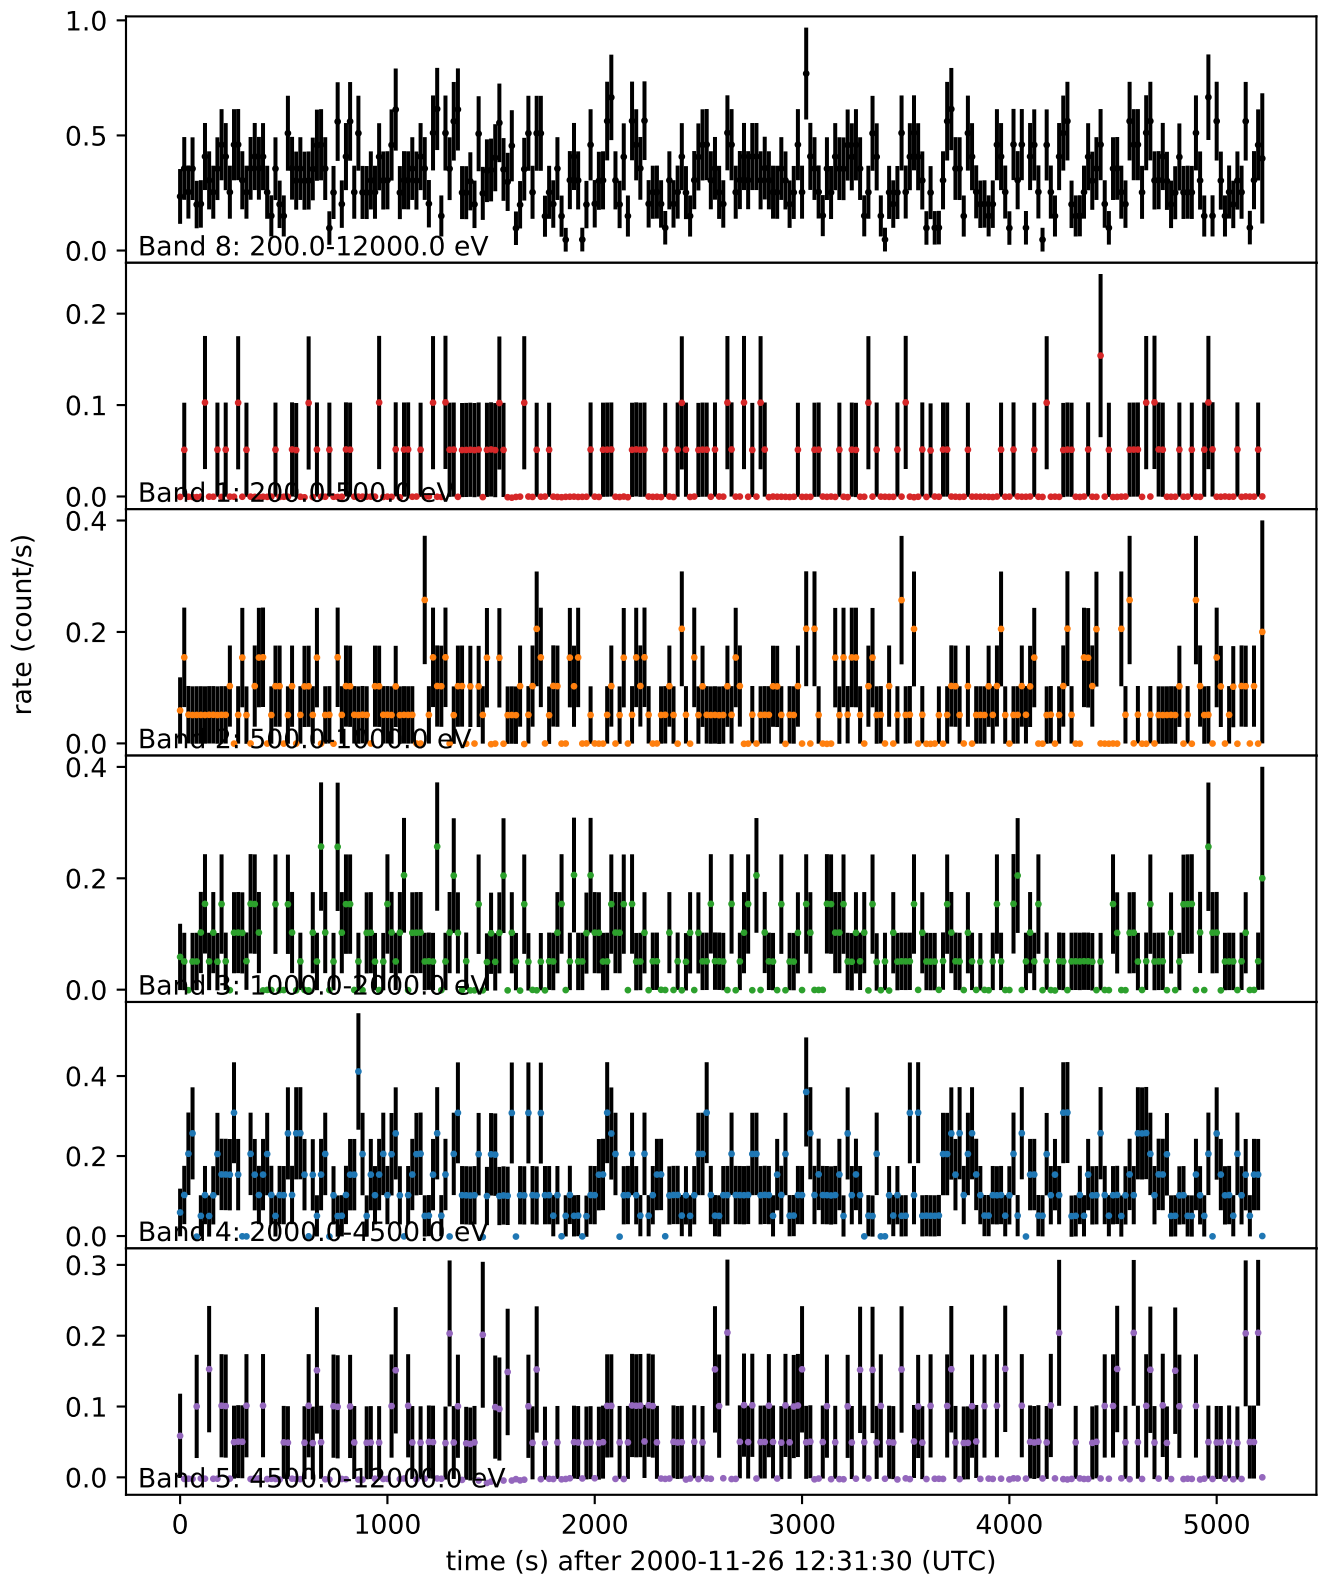 1.0
0.5
0.0
Band 8: 200.0-12000.0 eV
0.2
0.1
0.0
Band 1: 200.0-500.0 eV
0.4
0.2
0.0
Band 2: 500.0-1000.0 eV
rate (count/s)
0.4
0.2
0.0
Band 3: 1000.0-2000.0 eV
0.4
0.2
0.0
Band 4: 2000.0-4500.0 eV
0.3
0.2
0.1
0.0
Band 5: 4500.0-12000.0 eV
0 1000 2000 3000 4000 5000
time (s) after 2000-11-26 12:31:30 (UTC)